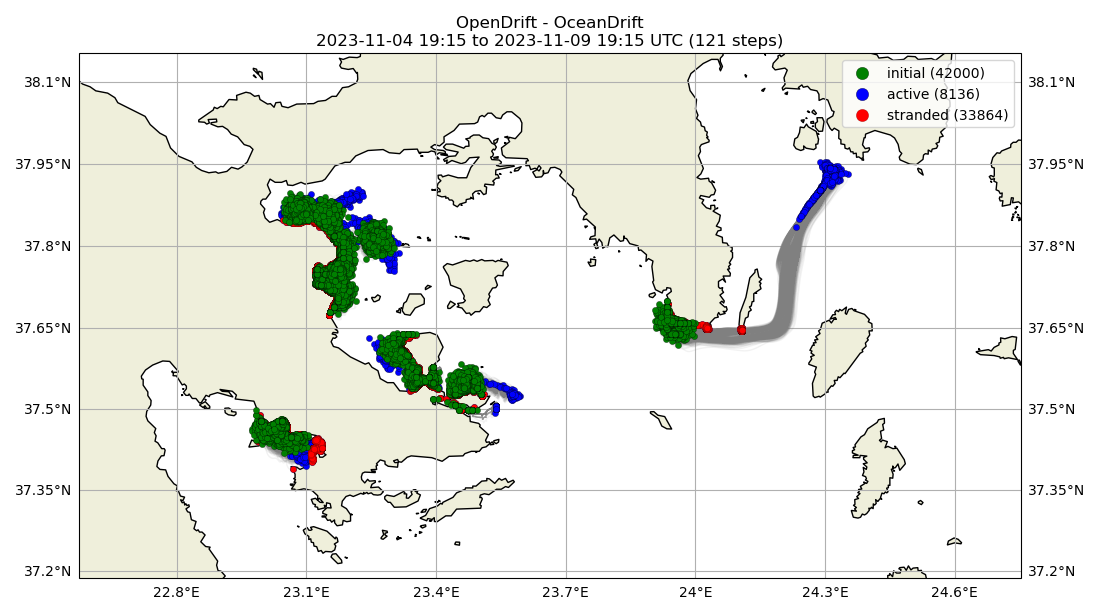 OpenDrift - OceanDrift
2023-11-04 19:15 to 2023-11-09 19:15 UTC (121 steps)
initial (42000)
active (8136)
stranded (33864)
38.1°N
38.1°N
37.95°N
37.95°N
37.8°N
37.8°N
37.65°N
37.65°N
37.5°N
37.5°N
37.35°N
37.35°N
37.2°N
37.2°N
22.8°E
23.1°E
23.4°E
23.7°E
24°E
24.3°E
24.6°E